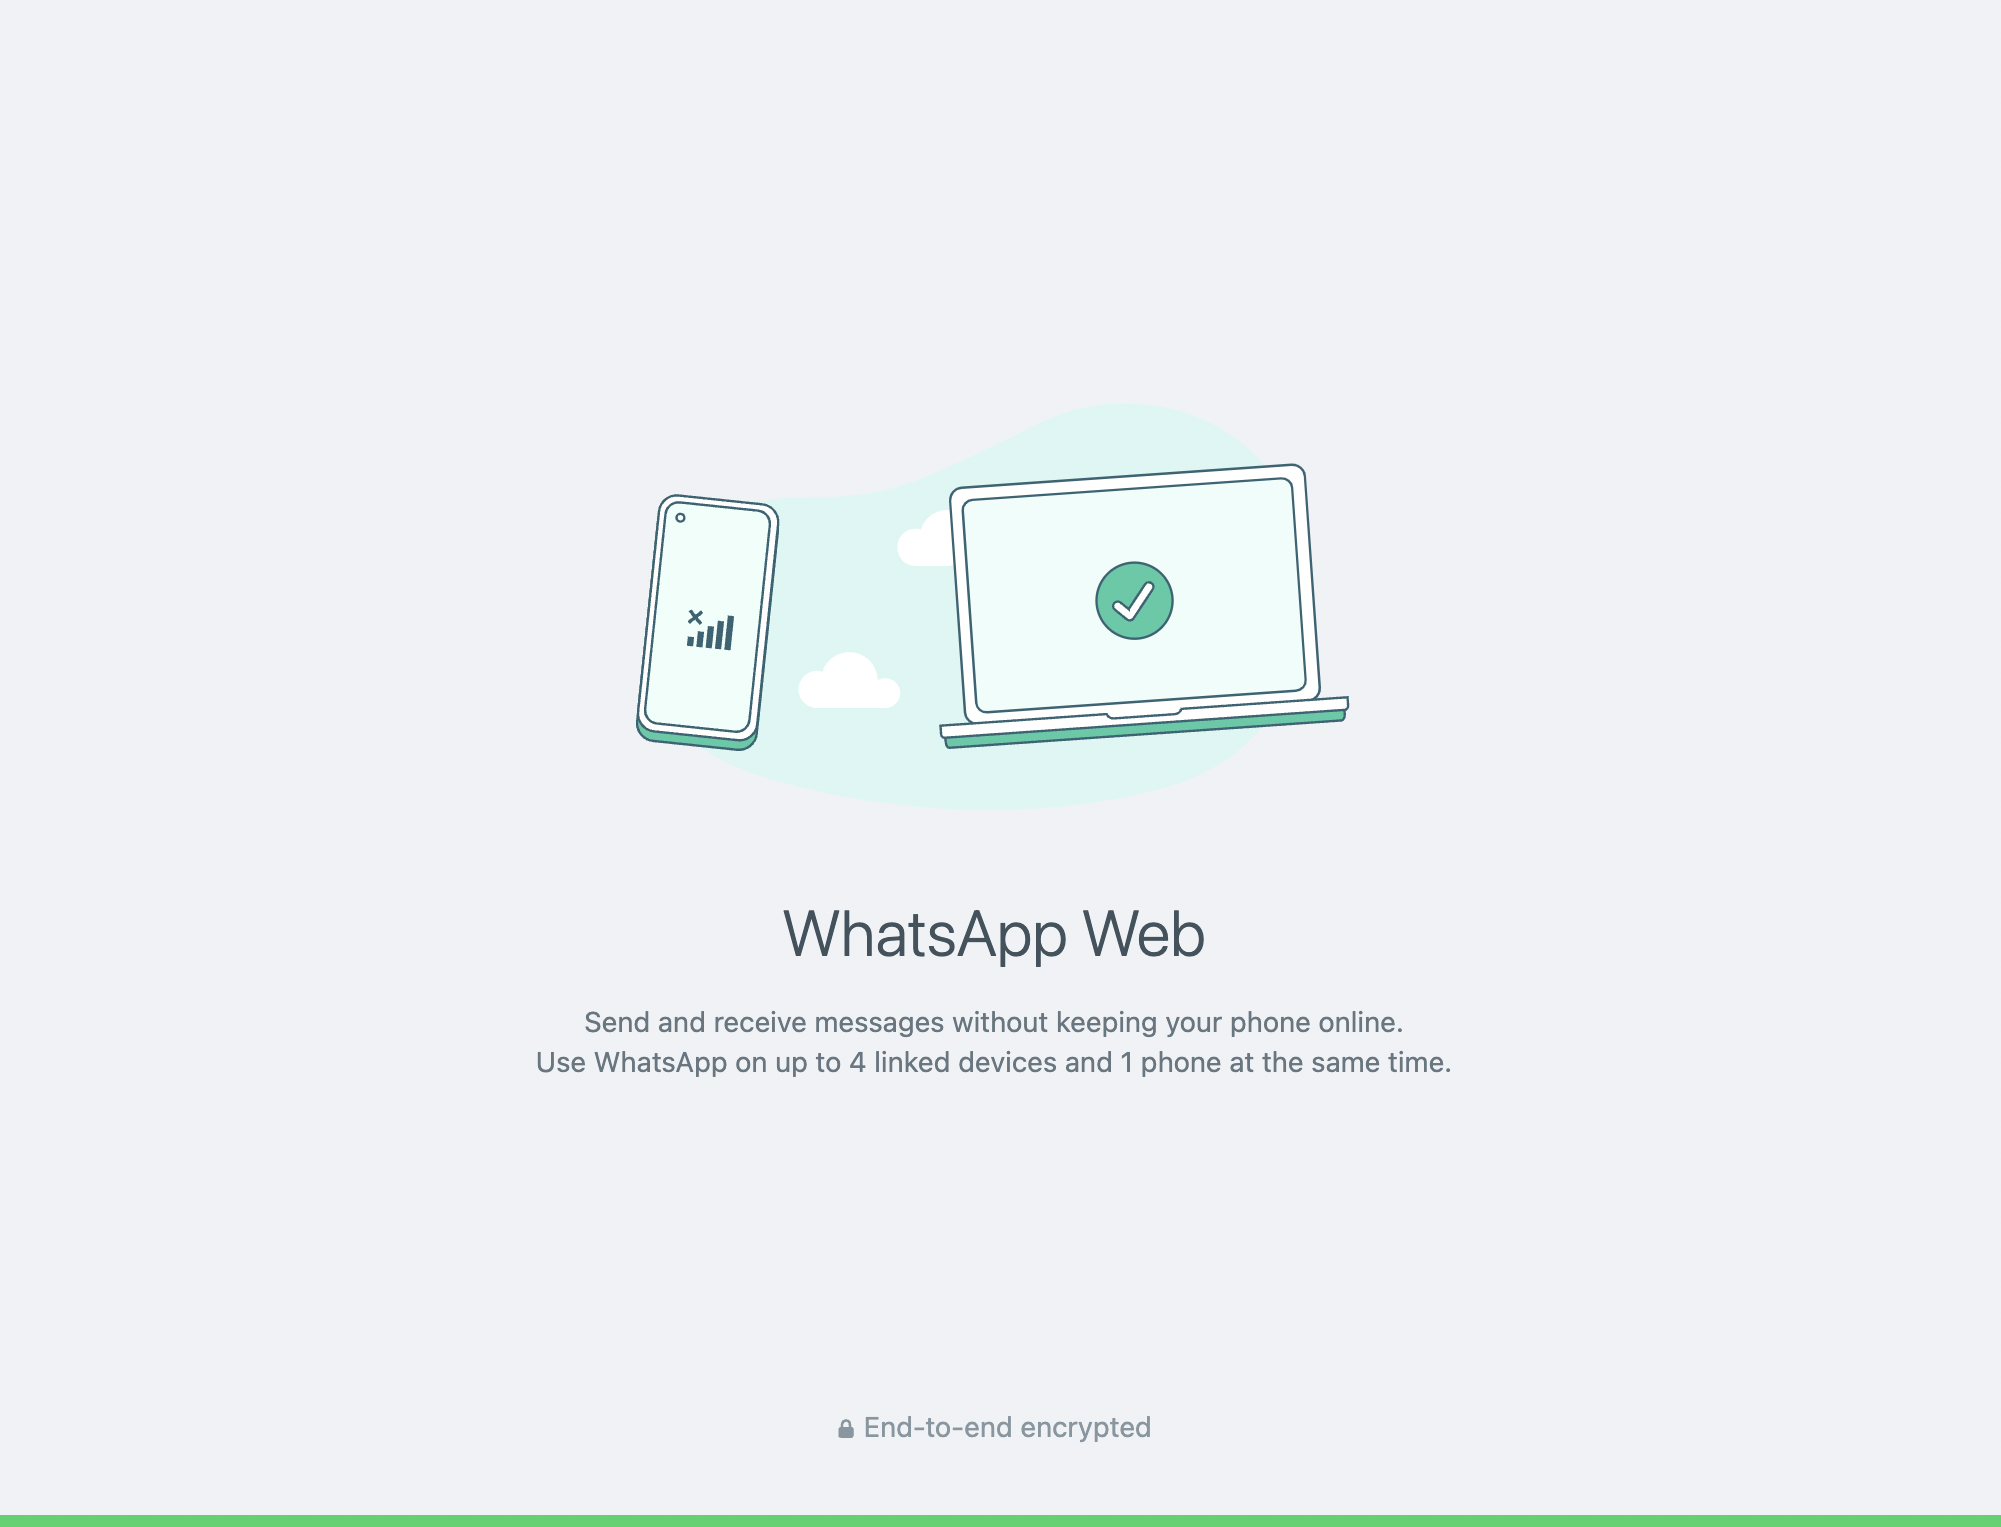 WhatsApp Web
Send and receive messages without keeping your phone online.
Use WhatsApp on up to 4 linked devices and 1 phone at the same time.
End-to-end encrypted